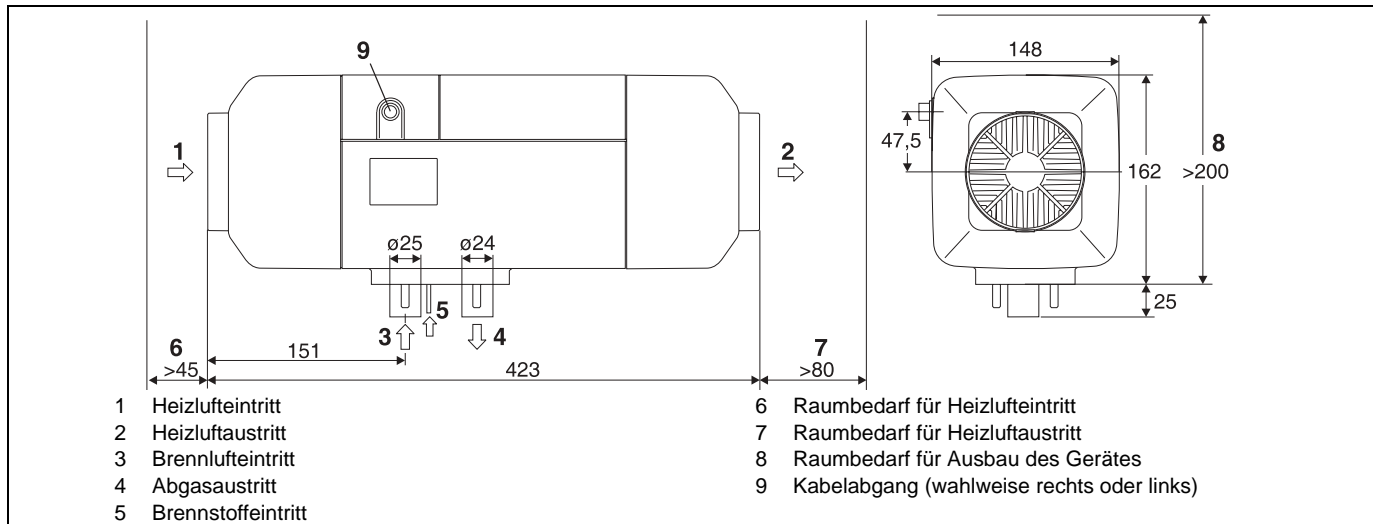 9
148
1
2
47,5
8
162
>200
ø25
ø24
5
25
3
4
6
151
7
>45
423
>80
1 Heizlufteintritt
2 Heizluftaustritt
3 Brennlufteintritt
4 Abgasaustritt
5 Brennstoffeintritt
6 Raumbedarf für Heizlufteintritt
7 Raumbedarf für Heizluftaustritt
8 Raumbedarf für Ausbau des Gerätes
9 Kabelabgang (wahlweise rechts oder links)